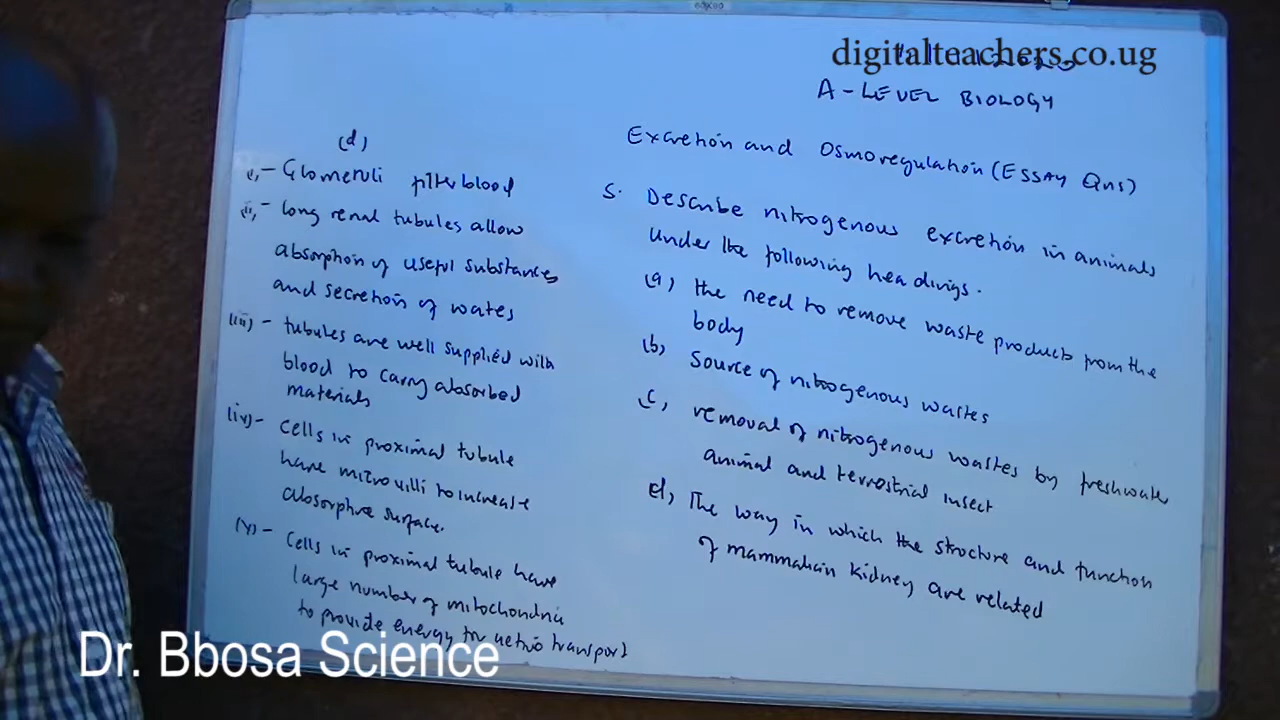 digitalteachers.co.ug
A-LEVEL BIOLOGY
Excretion and Osmoregulation (ESSAY Qns)
5. Describe nitrogenous excretion in animals
under the following headings.
(a) the need to remove waste products from the
body
(b) Source of nitrogenous wastes
(c) removal of nitrogenous wastes by freshwater
animal and terrostrial insect
d) The way in which the structure and function
of mammalian kidney are related
(d)
i, - Glomeruli filter blood
ii, - long renal tubules allow
absorption of useful substances
and secretion of wates
(iii) - tubules are well supplied with
blood to carry absorbed
materials
(iv) - Cells in proximal tubule
have microvilli to increase
absorptive surface.
(v) - Cells in proximal tubule have
large number of mitochondria
to provide energy for active transport
Dr. Bbosa Science